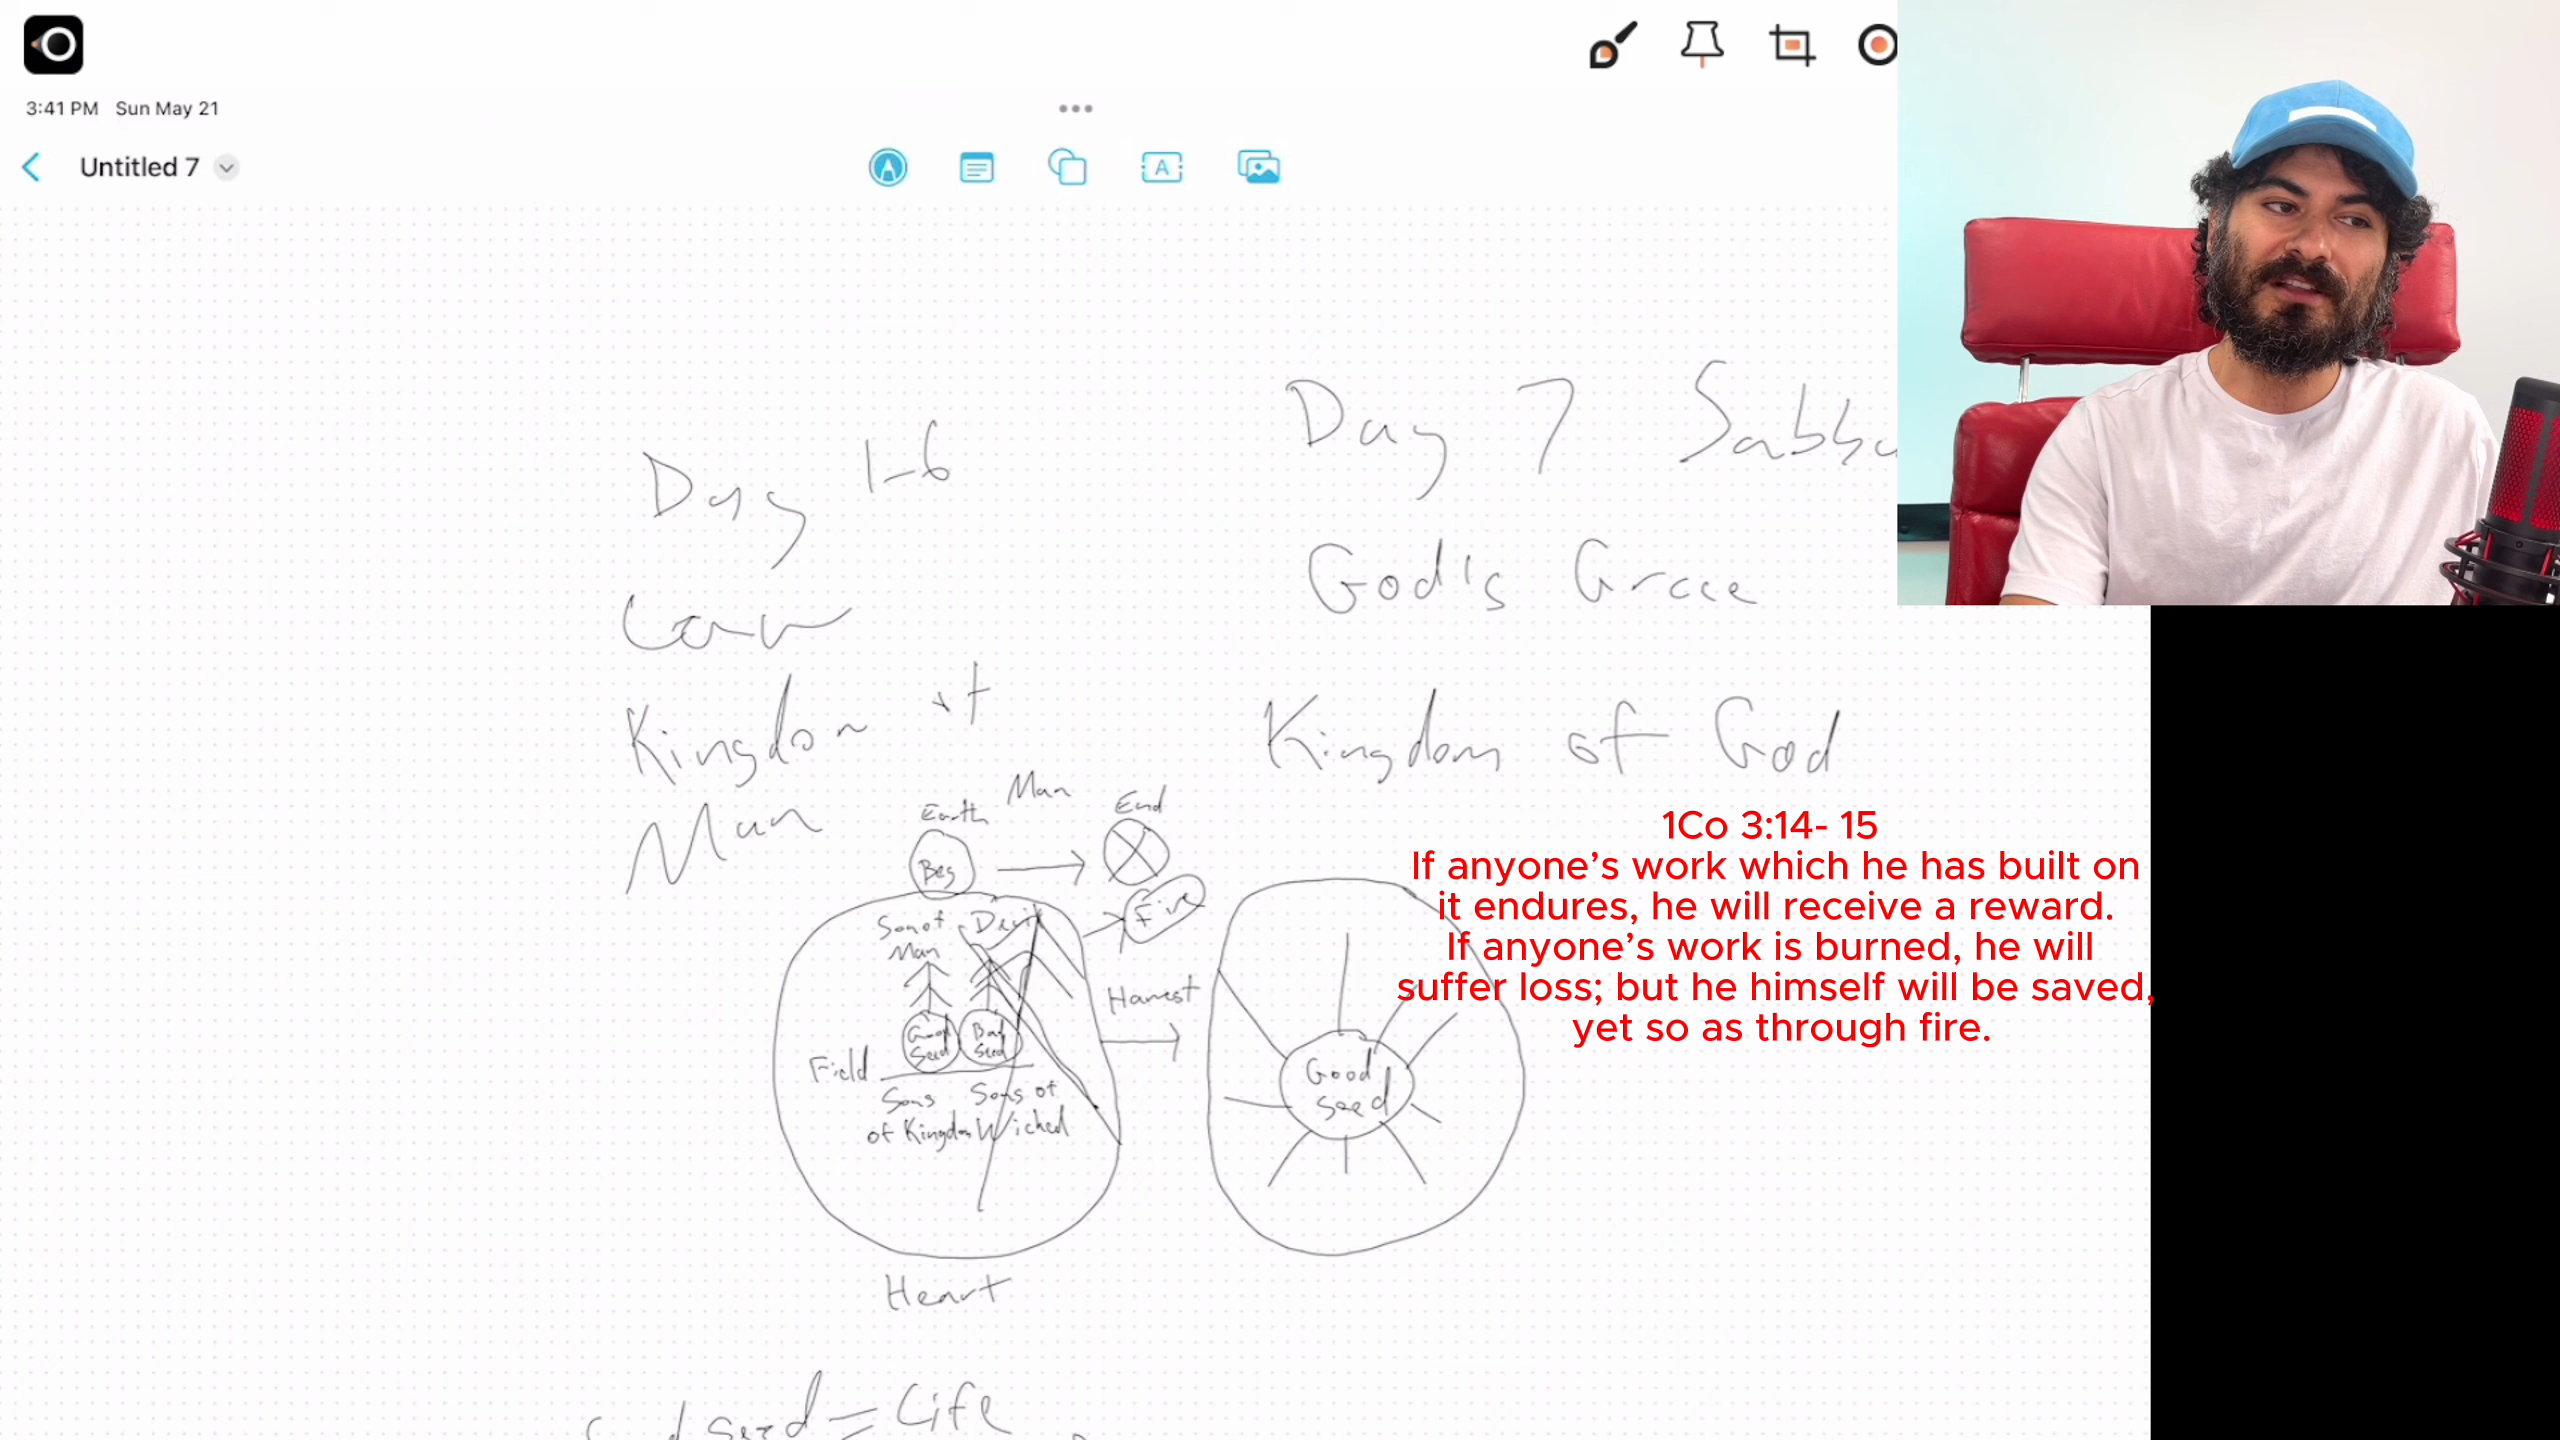 3:41 PM Sun May 21
Untitled 7
A
Day 1-6
Law
Kingdom of
Man
Day 7 Sabba
God's Grace
Kingdom of God
Man
Earth
End
Beg
Fire
Son of
Man
Devil
Harvest
Good
Seed
Bad
Seed
Field
Sons
of Kingdom
Sons of
Wicked
Heart
Good
seed
1Co 3:14- 15
If anyone’s work which he has built on
it endures, he will receive a reward.
If anyone’s work is burned, he will
suffer loss; but he himself will be saved,
yet so as through fire.
seed = Life